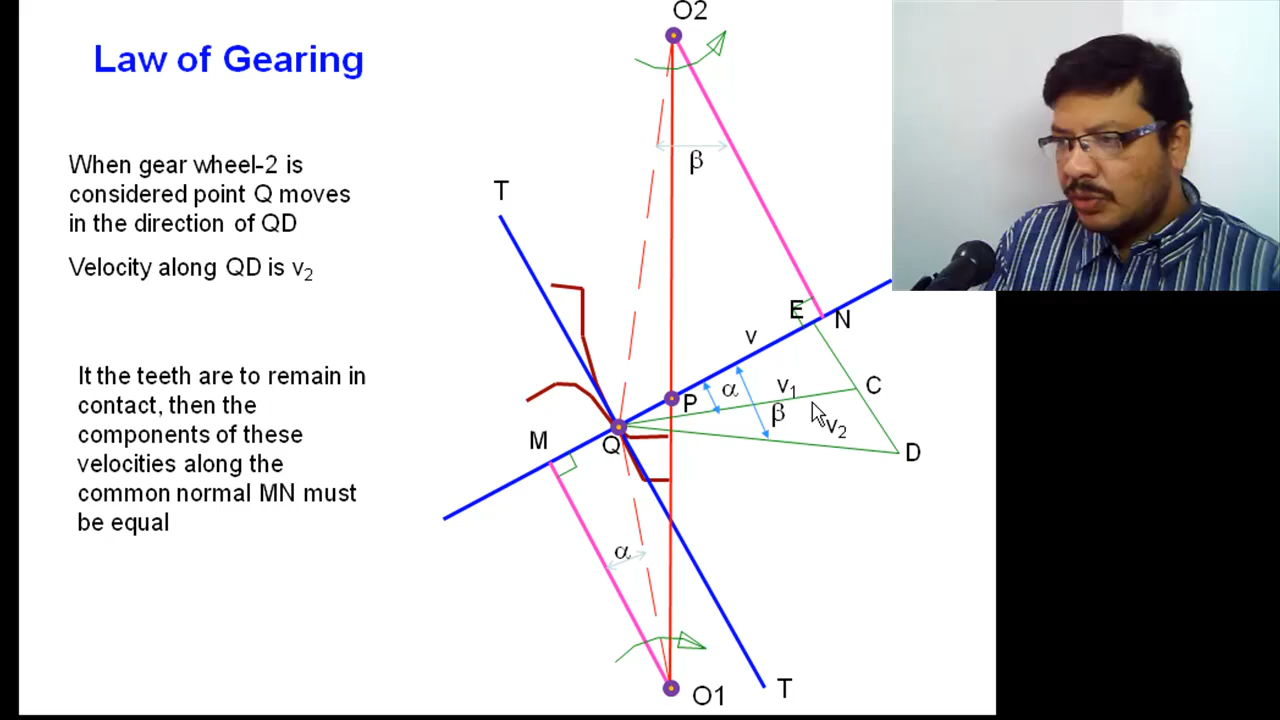 Law of Gearing
When gear wheel-2 is
considered point Q moves
in the direction of QD
Velocity along QD is v₂
It the teeth are to remain in
contact, then the
components of these
velocities along the
common normal MN must
be equal
O2
β
T
E
N
v
C
P
α
v₁
β
v₂
D
M
Q
α
O1
T